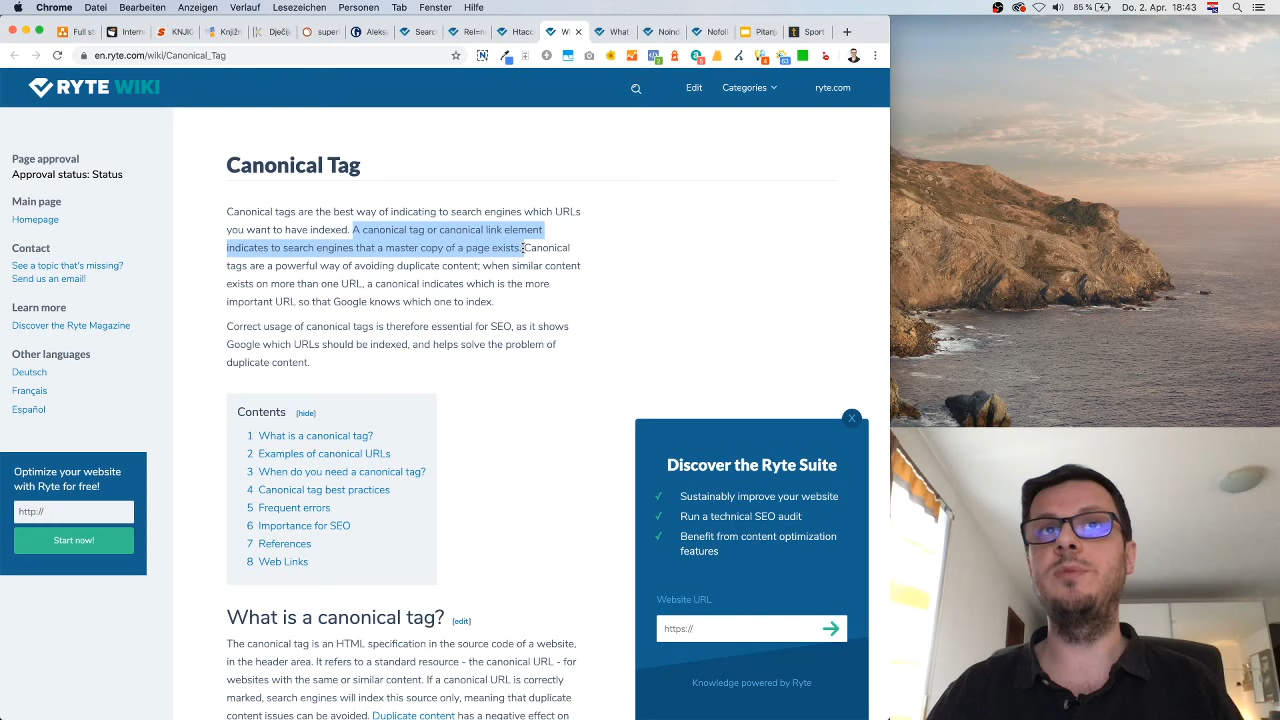 Chrome Datei Bearbeiten Anzeigen Verlauf Lesezeichen Personen Tab Fenster Hilfe
85 % Do. 2. Apr. 18:43
Full st Intern KNJIŽ Knjižn Dječj super Aleks Searc Htacc What Noind Nofoll Pitanj Sport
en.ryte.com/wiki/Canonical_Tag
RYTE WIKI
Edit Categories ryte.com
Page approval
Approval status: Status
Main page
Homepage
Contact
See a topic that's missing?
Send us an email!
Learn more
Discover the Ryte Magazine
Other languages
Deutsch
Français
Español
Optimize your website
with Ryte for free!
http://
Start now!
Canonical Tag
Canonical tags are the best way of indicating to search engines which URLs
you want to have indexed. A canonical tag or canonical link element
indicates to search engines that a master copy of a page exists. Canonical
tags are a powerful way of avoiding duplicate content; when similar content
exists on more than one URL, a canonical indicates which is the more
important URL so that Google knows which one to index.
Correct usage of canonical tags is therefore essential for SEO, as it shows
Google which URLs should be indexed, and helps solve the problem of
duplicate content.
Contents [hide]
1 What is a canonical tag?
2 Examples of canonical URLs
3 When do you need a canonical tag?
4 Canonical tag best practices
5 Frequent errors
6 Importance for SEO
7 References
8 Web Links
What is a canonical tag? [edit]
The canonical tag is an HTML specification in the source code of a website,
in the header area. It refers to a standard resource - the canonical URL - for
websites with the same or similar content. If a canonical URL is correctly
marked, search engines will index this source only, meaning that duplicate
content issues can be avoided. Duplicate content has a negative effect on
X
Discover the Ryte Suite
✓ Sustainably improve your website
✓ Run a technical SEO audit
✓ Benefit from content optimization
features
Website URL
https://
Knowledge powered by Ryte